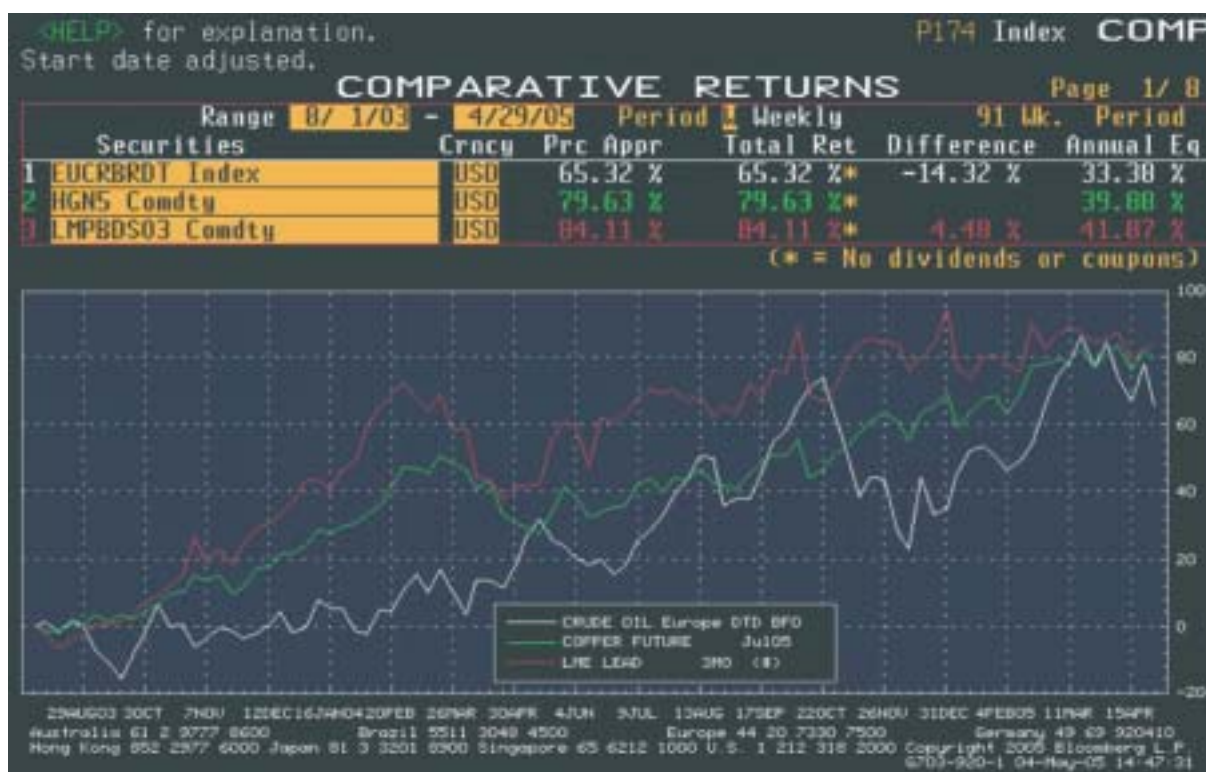 <HELP> for explanation. P174 Index COMP
Start date adjusted.
COMPARATIVE RETURNS Page 1/ 8
Range 8/ 1/03 - 4/29/05 Period Weekly 91 Wk. Period
Securities Crncy Prc Appr Total Ret Difference Annual Eq
1 EUCRBRDT Index USD 65.32 % 65.32 %* -14.32 % 33.38 %
2 HGN5 Comdty USD 79.63 % 79.63 %* 39.88 %
3 LMPBDS03 Comdty USD 84.11 % 84.11 %* 4.48 % 41.87 %
(* = No dividends or coupons)
100
80
60
40
20
0
-20
CRUDE OIL Europe DTD BFO
COPPER FUTURE Jul05
LME LEAD 3MO ($)
29AUG03 3OCT 7NOV 12DEC 16JAN04 20FEB 26MAR 30APR 4JUN 9JUL 13AUG 17SEP 22OCT 26NOV 31DEC 4FEB05 11MAR 15APR
Australia 61 2 9777 8600 Brazil 5511 3048 4500 Europe 44 20 7330 7500 Germany 49 69 920410
Hong Kong 852 2977 6000 Japan 81 3 3201 8900 Singapore 65 6212 1000 U.S. 1 212 318 2000 Copyright 2005 Bloomberg L.P.
G703-920-1 04-May-05 14:47:31